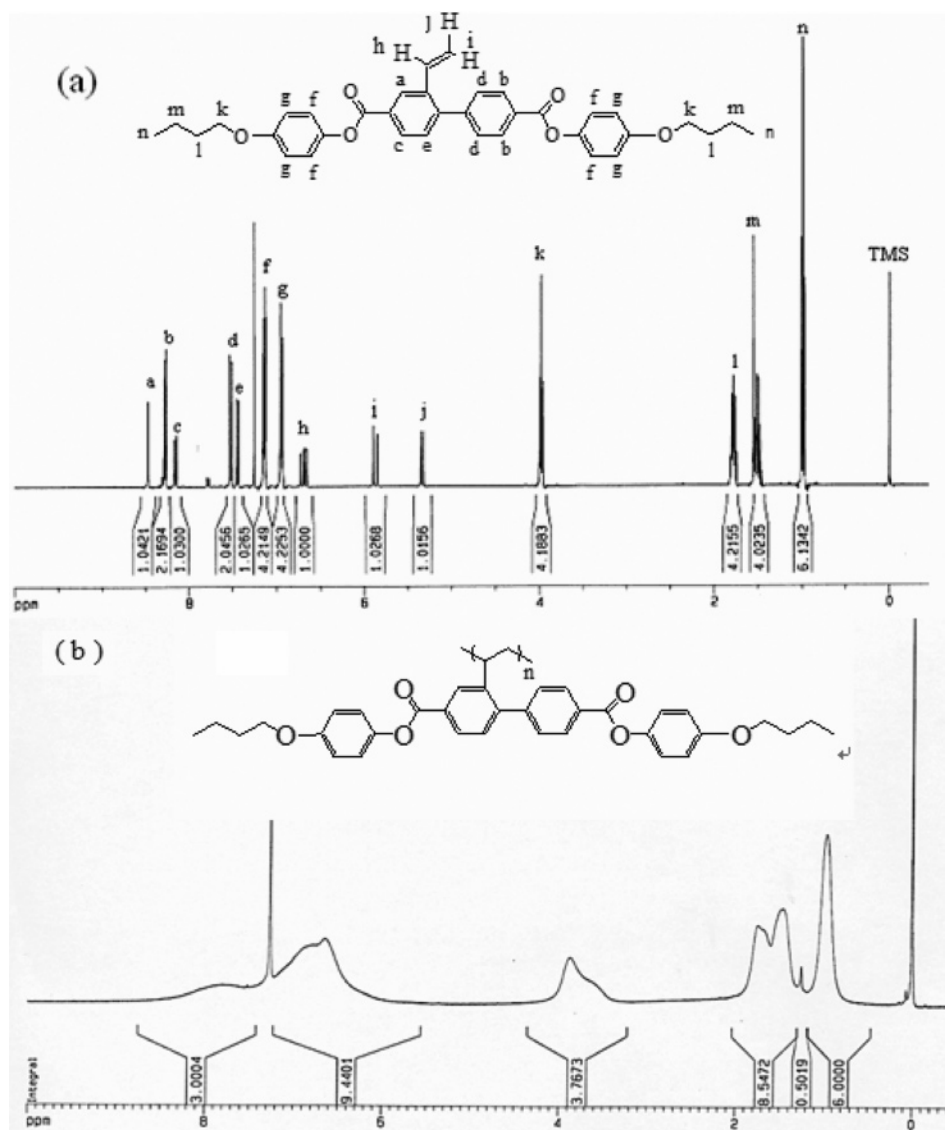 (a)
J H
h H i H
a d b
n m k O g f O O f g O k m n
l g f c e d b f g l
n
TMS
m
k
f
g
b
d
a e l
c h i j
1.0421 2.1694 1.0300 2.0456 1.0265 4.2149 4.2253 1.0000 1.0268 1.0156 4.1883 4.2155 4.0235 6.1342
ppm 8 6 4 2 0
(b)
n
O O
O O O O
Integral
3.0004 9.4401 3.7673 8.5472 0.5019 6.0000
ppm 8 6 4 2 0